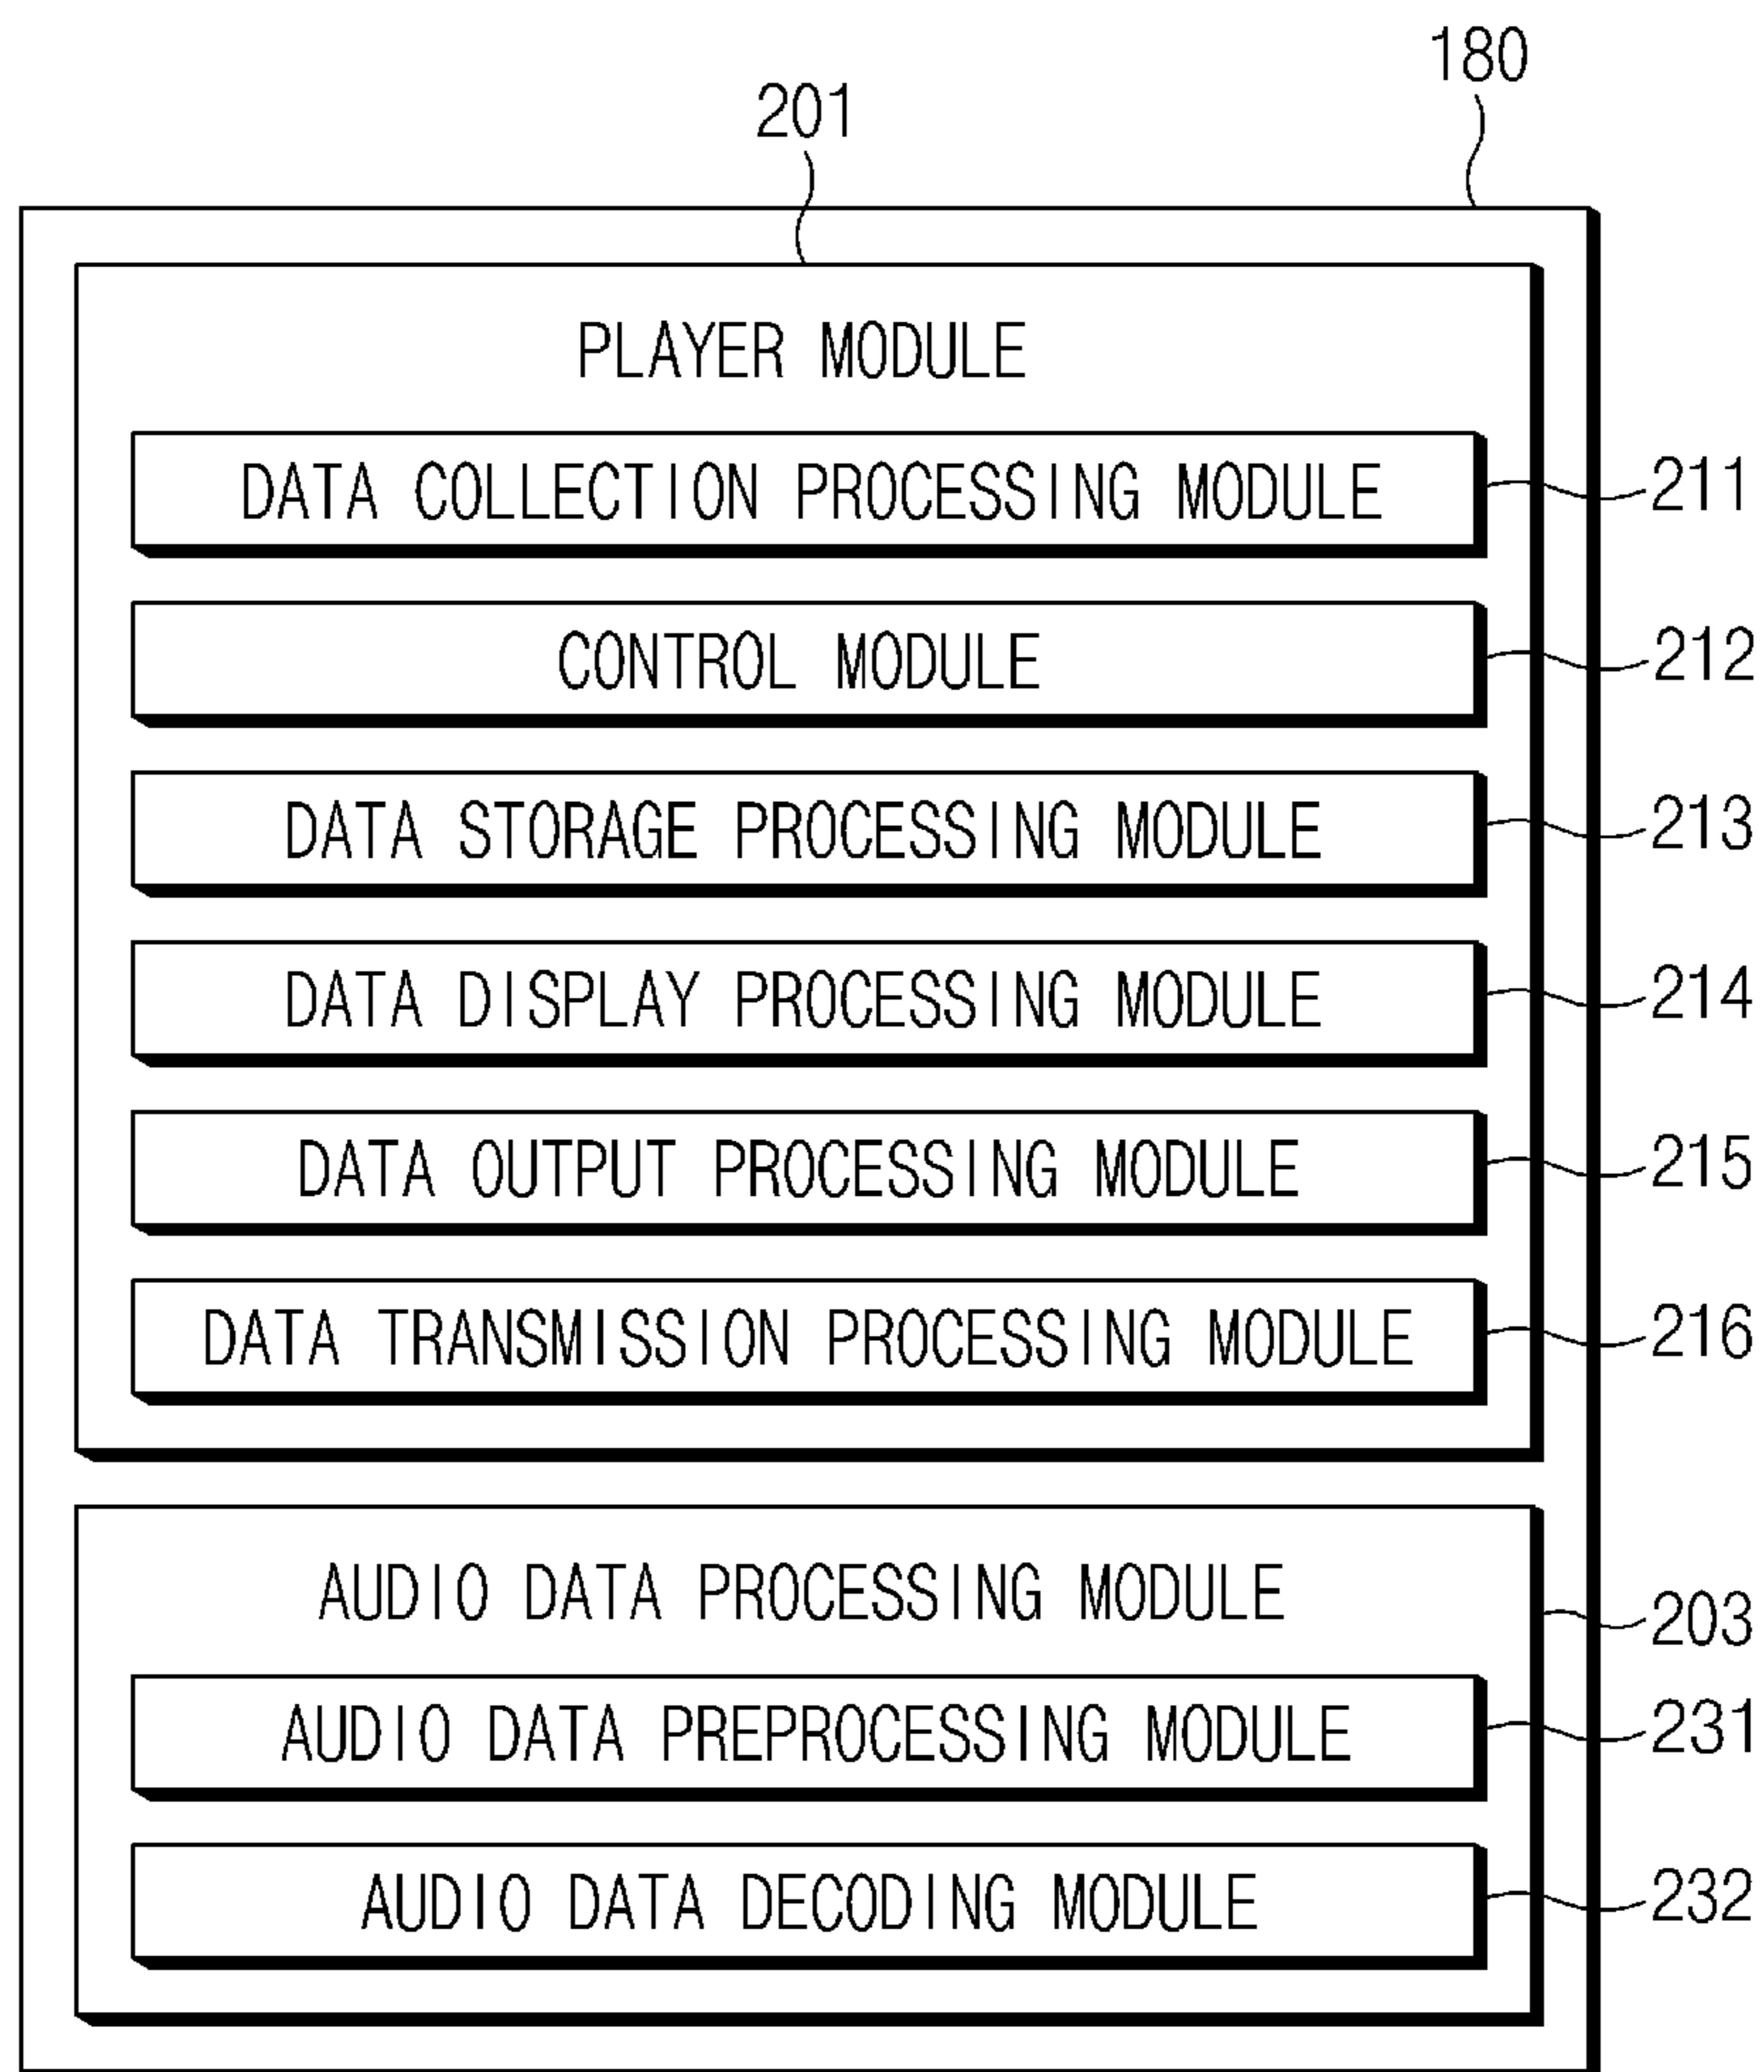 180
201
PLAYER MODULE
DATA COLLECTION PROCESSING MODULE
211
CONTROL MODULE
212
DATA STORAGE PROCESSING MODULE
213
DATA DISPLAY PROCESSING MODULE
214
DATA OUTPUT PROCESSING MODULE
215
DATA TRANSMISSION PROCESSING MODULE
216
AUDIO DATA PROCESSING MODULE
203
AUDIO DATA PREPROCESSING MODULE
231
AUDIO DATA DECODING MODULE
232